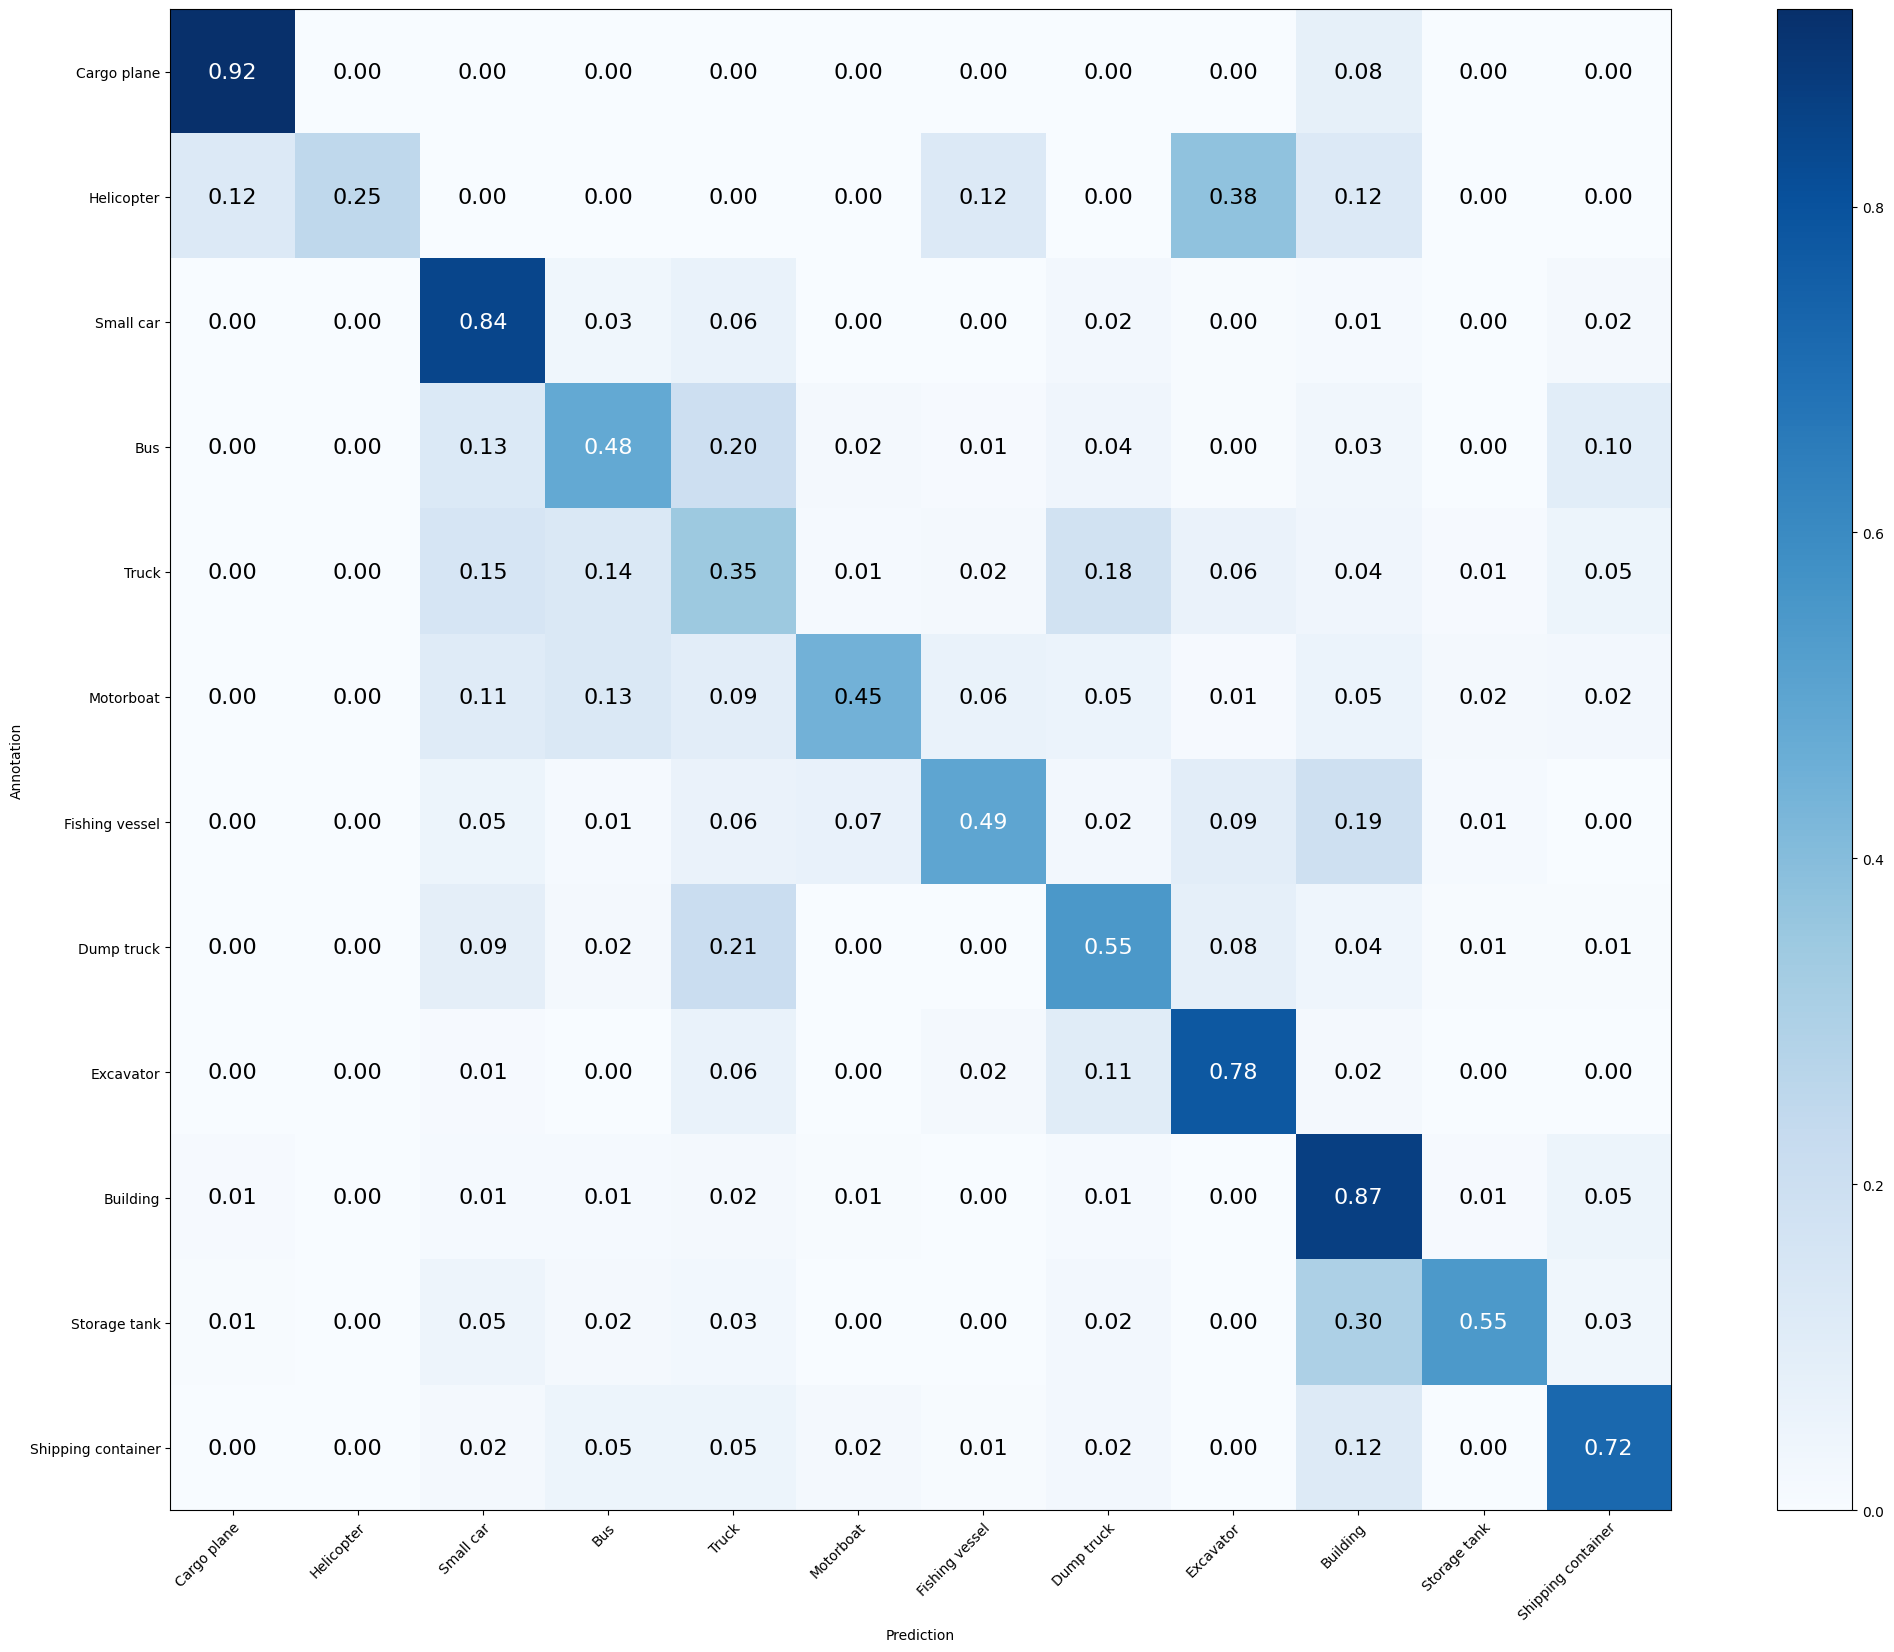 Cargo plane 0.92 0.00 0.00 0.00 0.00 0.00 0.00 0.00 0.00 0.08 0.00 0.00
Helicopter 0.12 0.25 0.00 0.00 0.00 0.00 0.12 0.00 0.38 0.12 0.00 0.00
0.8
Small car 0.00 0.00 0.84 0.03 0.06 0.00 0.00 0.02 0.00 0.01 0.00 0.02
Bus 0.00 0.00 0.13 0.48 0.20 0.02 0.01 0.04 0.00 0.03 0.00 0.10
0.6
Truck 0.00 0.00 0.15 0.14 0.35 0.01 0.02 0.18 0.06 0.04 0.01 0.05
Motorboat 0.00 0.00 0.11 0.13 0.09 0.45 0.06 0.05 0.01 0.05 0.02 0.02
Annotation
Fishing vessel 0.00 0.00 0.05 0.01 0.06 0.07 0.49 0.02 0.09 0.19 0.01 0.00
0.4
Dump truck 0.00 0.00 0.09 0.02 0.21 0.00 0.00 0.55 0.08 0.04 0.01 0.01
Excavator 0.00 0.00 0.01 0.00 0.06 0.00 0.02 0.11 0.78 0.02 0.00 0.00
0.2
Building 0.01 0.00 0.01 0.01 0.02 0.01 0.00 0.01 0.00 0.87 0.01 0.05
Storage tank 0.01 0.00 0.05 0.02 0.03 0.00 0.00 0.02 0.00 0.30 0.55 0.03
Shipping container 0.00 0.00 0.02 0.05 0.05 0.02 0.01 0.02 0.00 0.12 0.00 0.72
0.0
Cargo plane Helicopter Small car Bus Truck Motorboat Fishing vessel Dump truck Excavator Building Storage tank Shipping container
Prediction